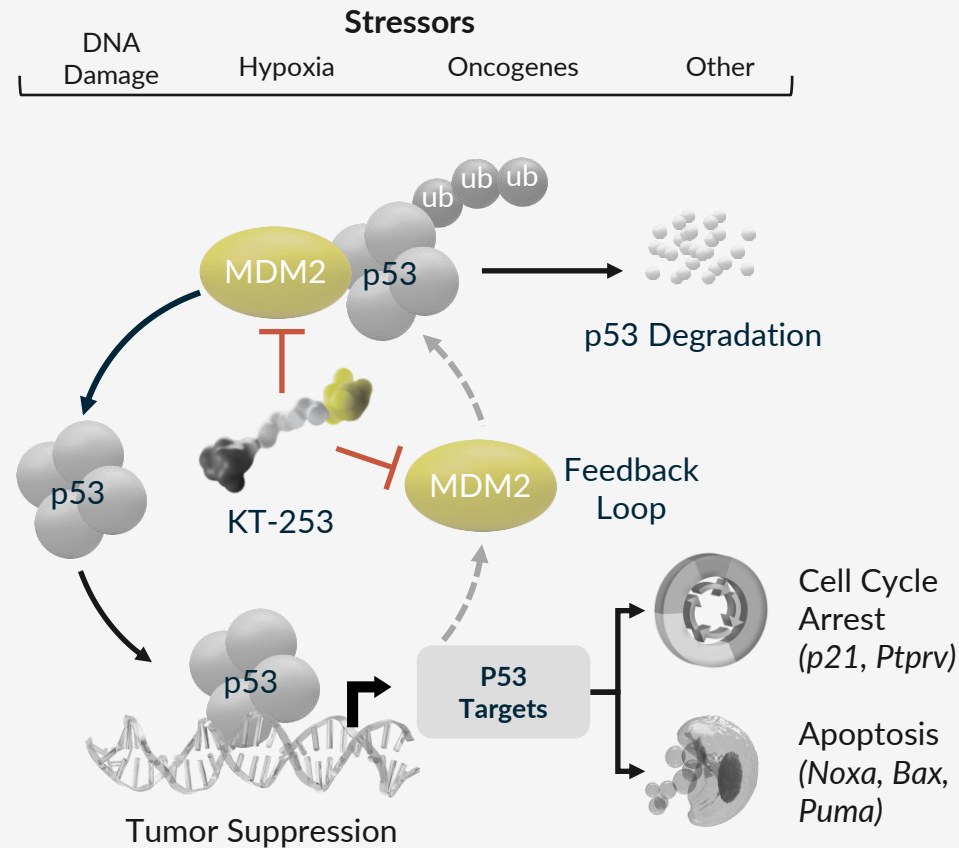 Stressors
DNA
Damage
Hypoxia
Oncogenes
Other
ub
ub
ub
MDM2
p53
p53 Degradation
p53
KT-253
MDM2
Feedback
Loop
p53
P53
Targets
Cell Cycle
Arrest
(p21, Ptprv)
Apoptosis
(Noxa, Bax,
Puma)
Tumor Suppression